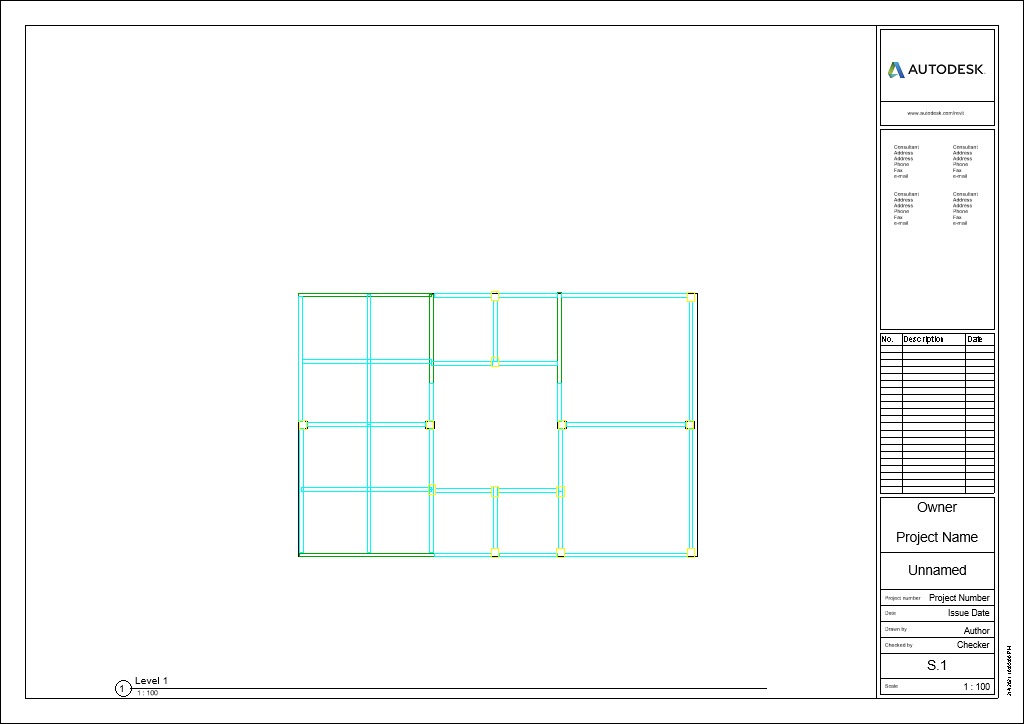 AUTODESK
www.autodesk.com/revit
Consultant
Address
Address
Phone
Fax
e-mail
Consultant
Address
Address
Phone
Fax
e-mail
Consultant
Address
Address
Phone
Fax
e-mail
Consultant
Address
Address
Phone
Fax
e-mail
No. Description Date
Owner
Project Name
Unnamed
Project number Project Number
Date Issue Date
Drawn by Author
Checked by Checker
S.1
Scale 1 : 100
1 Level 1
1 : 100